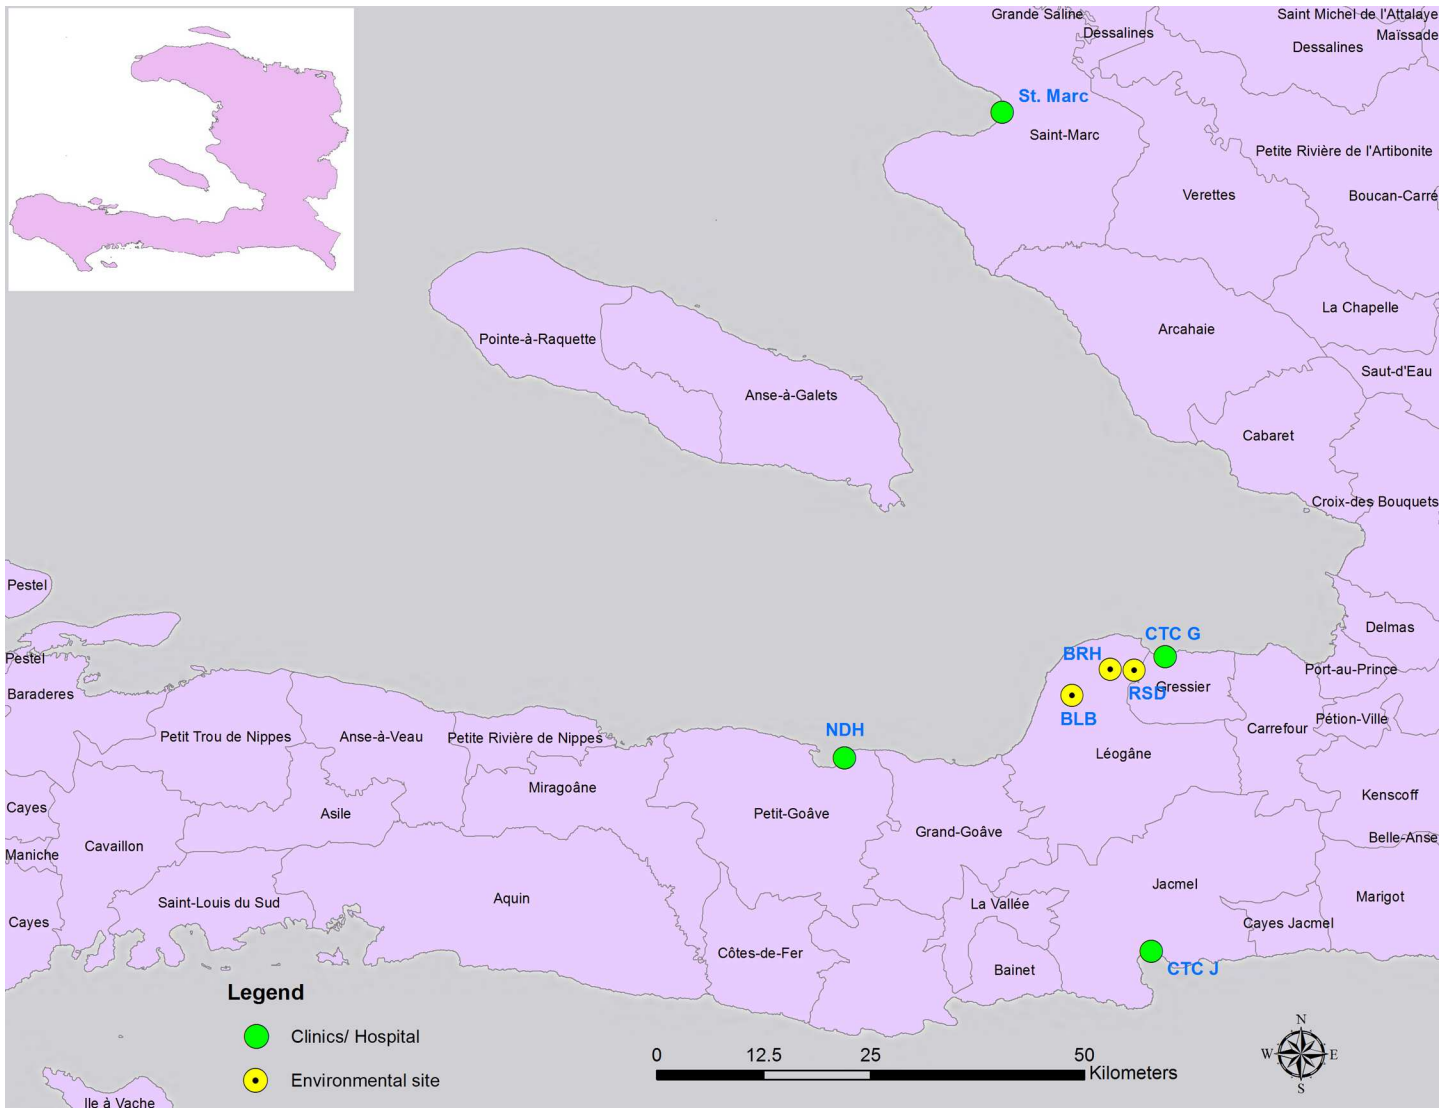 Grande Saline
Saint Michel de l'Attalaye
Dessalines
Maïssade
Dessalines
St. Marc
Saint-Marc
Petite Rivière de l'Artibonite
Verettes
Boucan-Carré
La Chapelle
Arcahaie
Pointe-à-Raquette
Saut-d'Eau
Anse-à-Galets
Cabaret
Croix-des Bouquets
Pestel
Delmas
CTC G
BRH
Pestel
Port-au-Prince
Baraderes
RSD
Gressier
BLB
Pétion-Ville
NDH
Carrefour
Petit Trou de Nippes
Anse-à-Veau
Petite Rivière de Nippes
Léogâne
Miragoâne
Kenscoff
Cayes
Asile
Petit-Goâve
Grand-Goâve
Belle-Anse
Cavaillon
Maniche
Jacmel
Marigot
Aquin
Saint-Louis du Sud
La Vallée
Cayes
Cayes Jacmel
Côtes-de-Fer
Bainet
CTC J
Legend
Clinics/ Hospital
Environmental site
0 12.5 25 50
Kilometers
N
W E
S
Ile à Vache